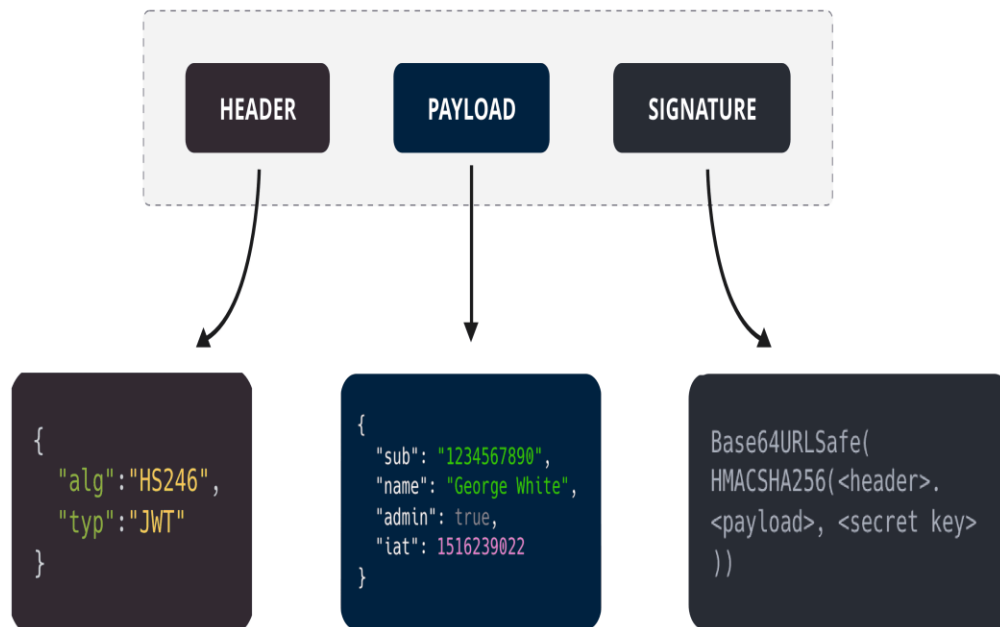 HEADER
PAYLOAD
SIGNATURE
{
"alg":"HS246",
"typ":"JWT"
}
{
"sub": "1234567890",
"name": "George White",
"admin": true,
"iat": 1516239022
}
Base64URLSafe(
HMACSHA256(<header>.
<payload>, <secret key>
))